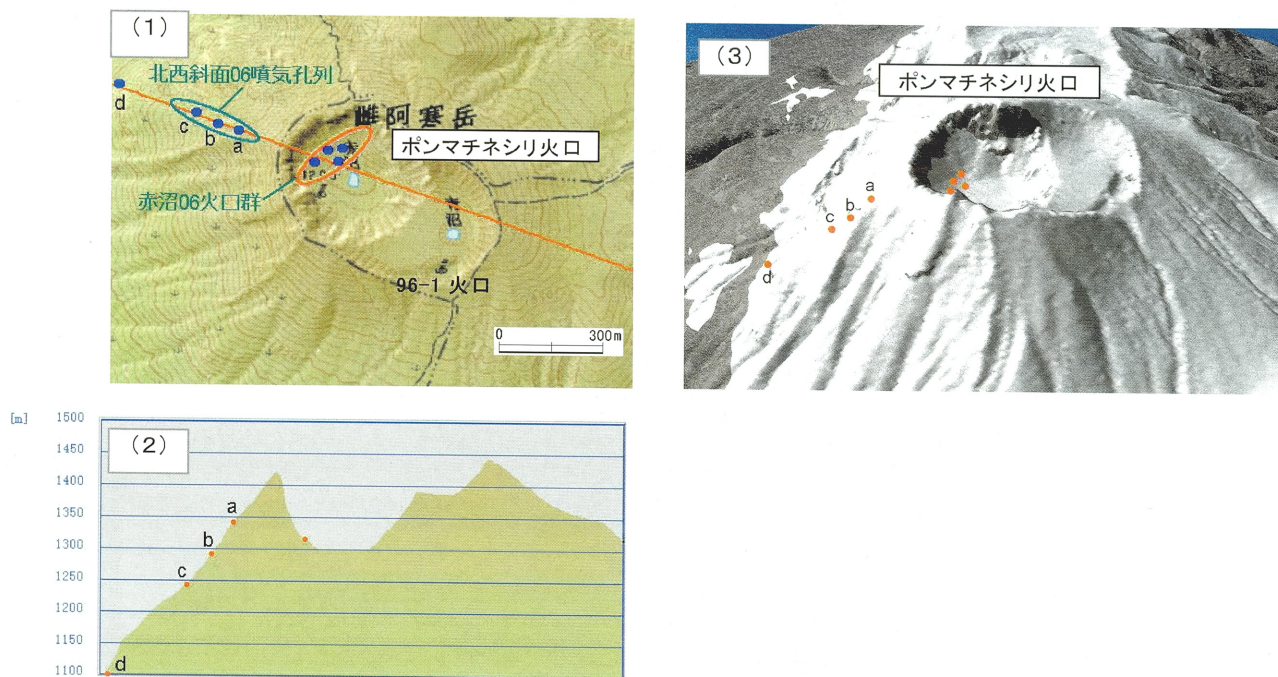 (1)
北西斜面06噴気孔列
d
c
b
a
雌阿寒岳
ポンマチネシリ火口
赤沼06火口群
96-1 火口
0 300m
(3)
ポンマチネシリ火口
a
b
c
d
[m]
(2)
1500
1450
1400
1350
1300
1250
1200
1150
1100
a
b
c
d